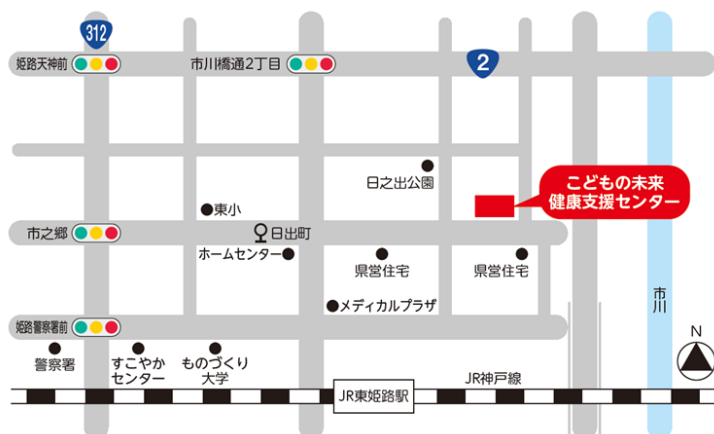 312
姫路天神前
市川橋通2丁目
2
日之出公園
こどもの未来
健康支援センター
東小
市之郷
日出町
ホームセンター
県営住宅
県営住宅
市川
メディカルプラザ
姫路警察署前
N
警察署
すこやか
センター
ものづくり
大学
JR神戸線
JR東姫路駅